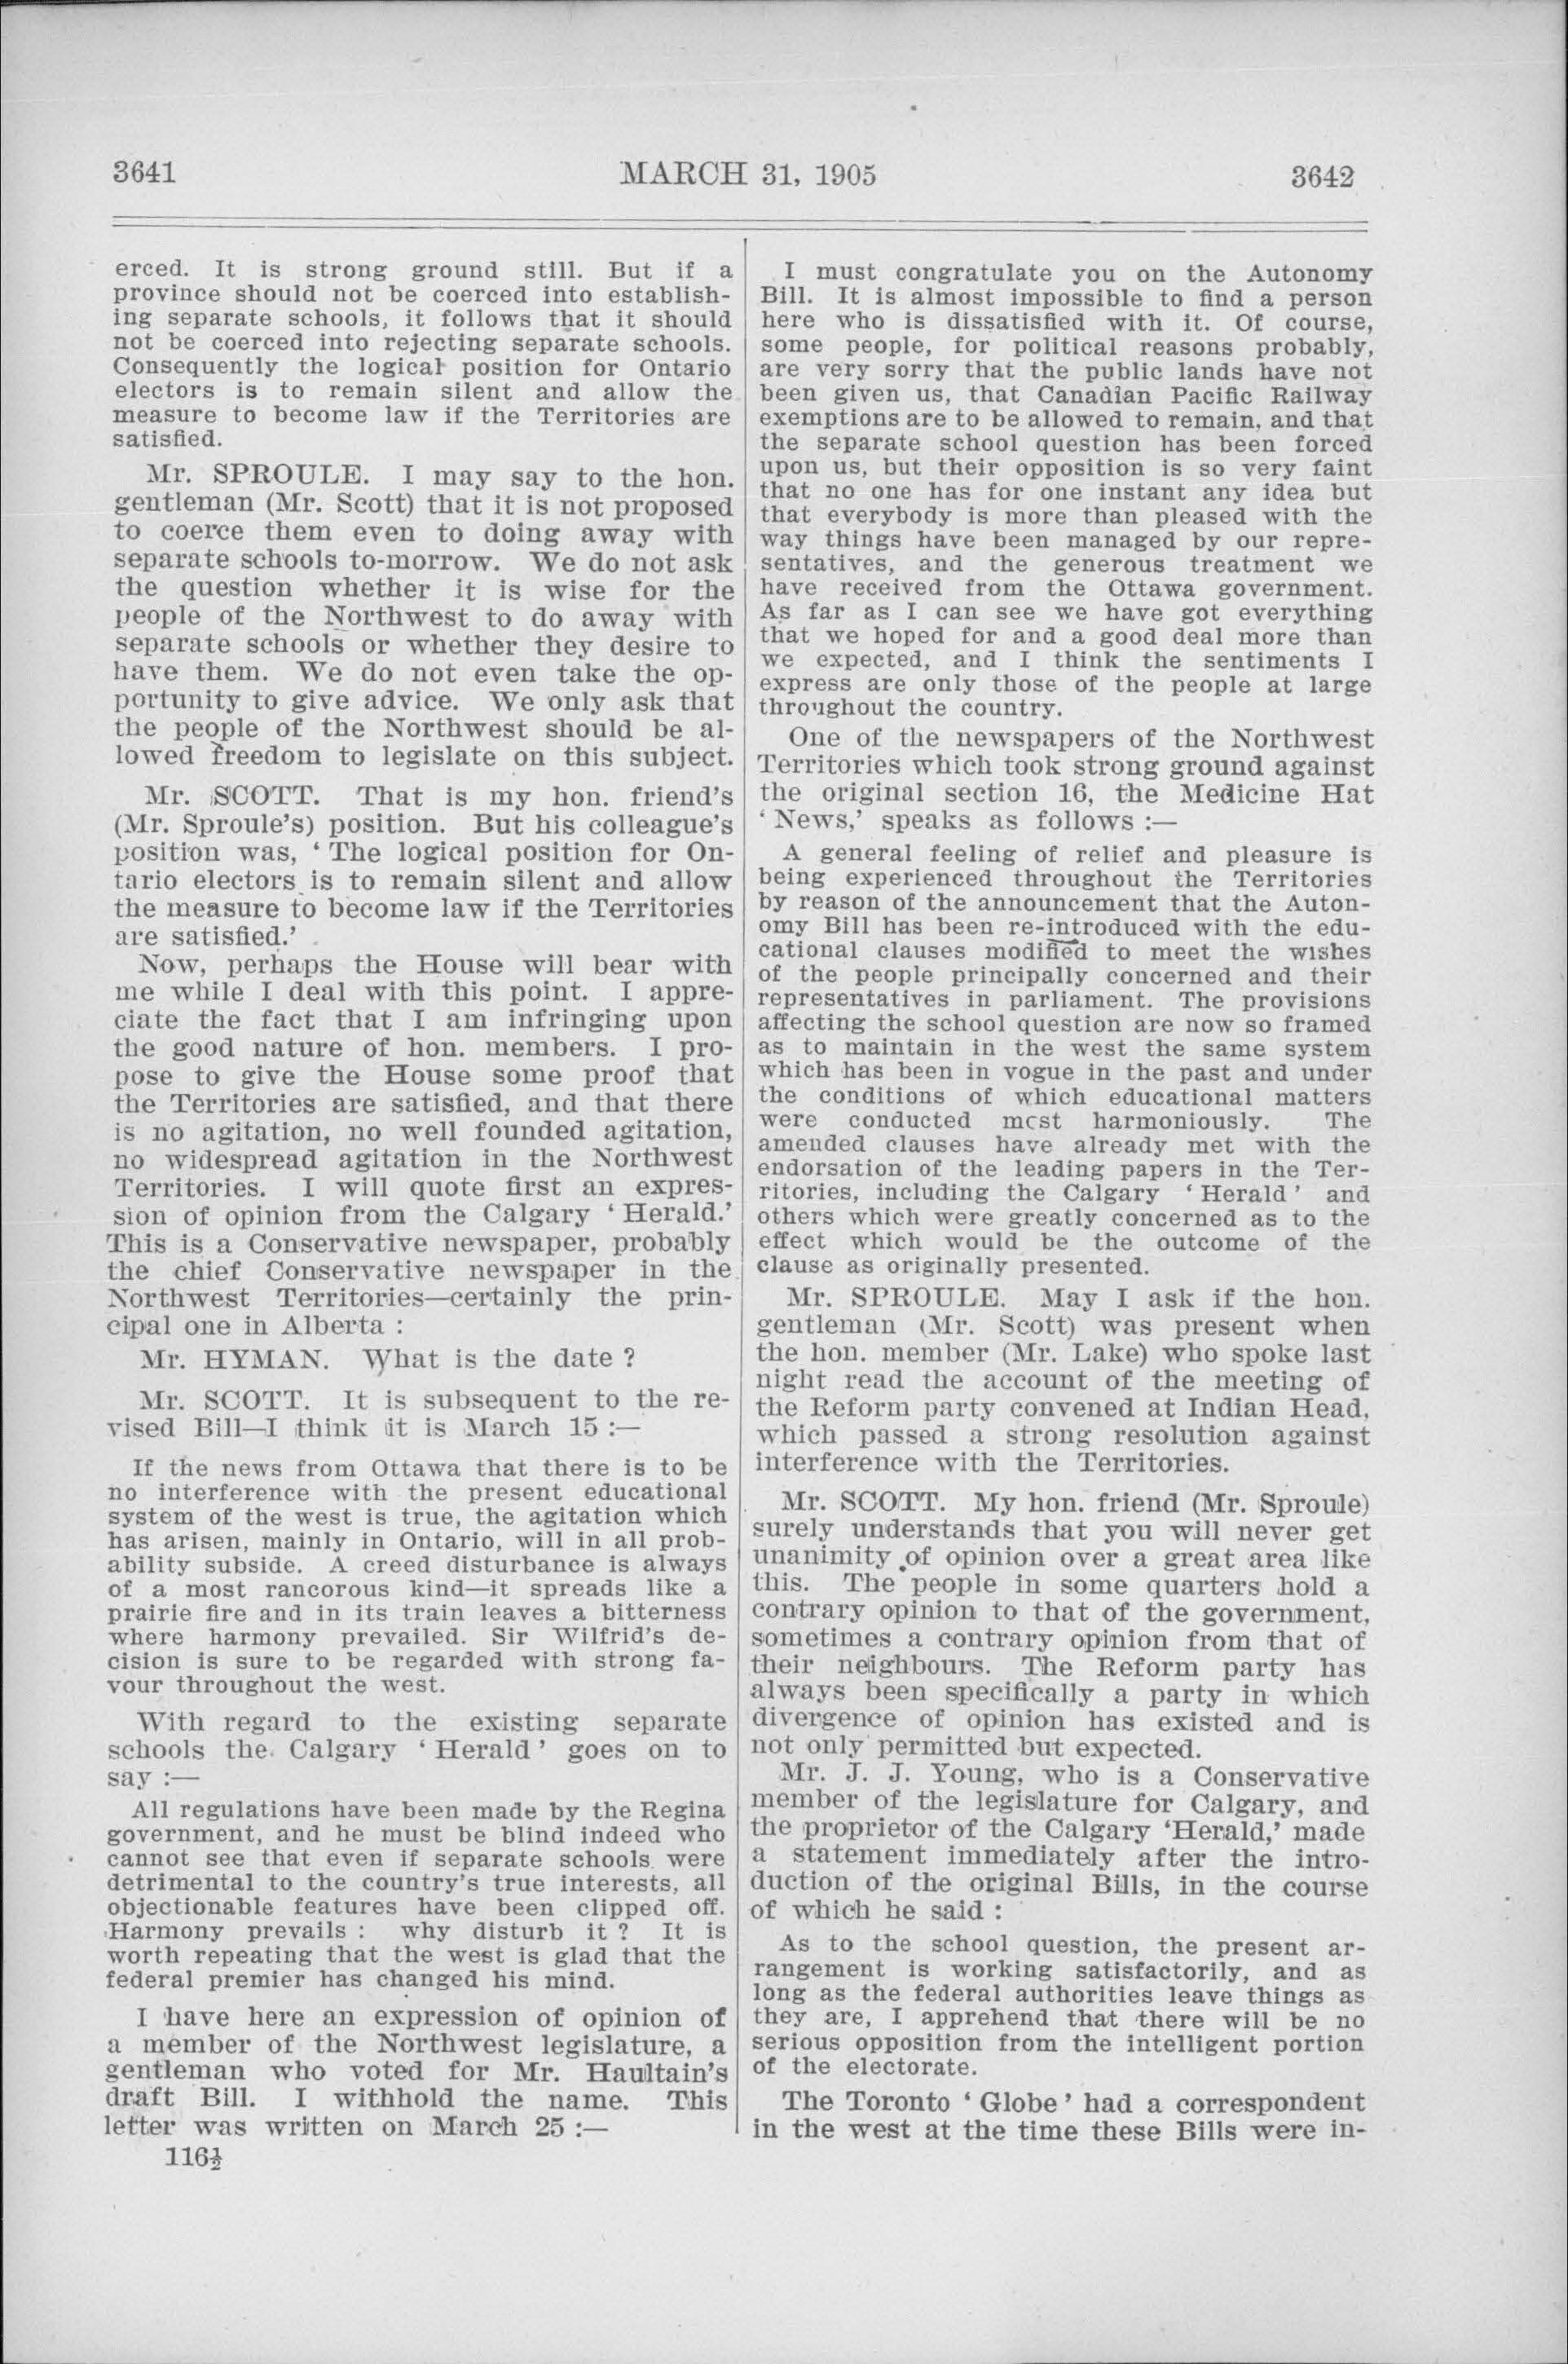 3641
MARCH 31, 1905
3642
erced. It is strong ground still. But if a
province should not be coerced into establish-
ing separate schools, it follows that it should
not be coerced into rejecting separate schools.
Consequently the logical position for Ontario
electors is to remain silent and allow the
measure to become law if the Territories are
satisfied.
Mr. SPROULE. I may say to the hon.
gentleman (Mr. Scott) that it is not proposed
to coerce them even to doing away with
separate schools to-morrow. We do not ask
the question whether it is wise for the
people of the Northwest to do away with
separate schools or whether they desire to
have them. We do not even take the op-
portunity to give advice. We only ask that
the people of the Northwest should be al-
lowed freedom to legislate on this subject.
Mr. SCOTT. That is my hon. friend's
(Mr. Sproule's) position. But his colleague's
position was, ‘ The logical position for On-
tario electors is to remain silent and allow
the measure to become law if the Territories
are satisfied.’
Now, perhaps the House will bear with
me while I deal with this point. I appre-
ciate the fact that I am infringing upon
the good nature of hon. members. I pro-
pose to give the House some proof that
the Territories are satisfied, and that there
is no agitation, no well founded agitation,
no widespread agitation in the Northwest
Territories. I will quote first an expres-
sion of opinion from the Calgary ‘ Herald.’
This is a Conservative newspaper, probably
the chief Conservative newspaper in the
Northwest Territories—certainly the prin-
cipal one in Alberta :
Mr. HYMAN. What is the date ?
Mr. SCOTT. It is subsequent to the re-
vised Bill—I think it is March 15 :—
If the news from Ottawa that there is to be
no interference with the present educational
system of the west is true, the agitation which
has arisen, mainly in Ontario, will in all prob-
ability subside. A creed disturbance is always
of a most rancorous kind—it spreads like a
prairie fire and in its train leaves a bitterness
where harmony prevailed. Sir Wilfrid's de-
cision is sure to be regarded with strong fa-
vour throughout the west.
With regard to the existing separate
schools the Calgary ‘ Herald ’ goes on to
say :—
All regulations have been made by the Regina
government, and he must be blind indeed who
cannot see that even if separate schools were
detrimental to the country's true interests, all
objectionable features have been clipped off.
Harmony prevails : why disturb it ? It is
worth repeating that the west is glad that the
federal premier has changed his mind.
I have here an expression of opinion of
a member of the Northwest legislature, a
gentleman who voted for Mr. Haultain's
draft Bill. I withhold the name. This
letter was written on March 25 :—
116½
I must congratulate you on the Autonomy
Bill. It is almost impossible to find a person
here who is dissatisfied with it. Of course,
some people, for political reasons probably,
are very sorry that the public lands have not
been given us, that Canadian Pacific Railway
exemptions are to be allowed to remain, and that
the separate school question has been forced
upon us, but their opposition is so very faint
that no one has for one instant any idea but
that everybody is more than pleased with the
way things have been managed by our repre-
sentatives, and the generous treatment we
have received from the Ottawa government.
As far as I can see we have got everything
that we hoped for and a good deal more than
we expected, and I think the sentiments I
express are only those of the people at large
throughout the country.
One of the newspapers of the Northwest
Territories which took strong ground against
the original section 16, the Medicine Hat
‘ News,’ speaks as follows :—
A general feeling of relief and pleasure is
being experienced throughout the Territories
by reason of the announcement that the Auton-
omy Bill has been re-introduced with the edu-
cational clauses modified to meet the wishes
of the people principally concerned and their
representatives in parliament. The provisions
affecting the school question are now so framed
as to maintain in the west the same system
which has been in vogue in the past and under
the conditions of which educational matters
were conducted most harmoniously. The
amended clauses have already met with the
endorsation of the leading papers in the Ter-
ritories, including the Calgary ‘ Herald ’ and
others which were greatly concerned as to the
effect which would be the outcome of the
clause as originally presented.
Mr. SPROULE. May I ask if the hon.
gentleman (Mr. Scott) was present when
the hon. member (Mr. Lake) who spoke last
night read the account of the meeting of
the Reform party convened at Indian Head,
which passed a strong resolution against
interference with the Territories.
Mr. SCOTT. My hon. friend (Mr. Sproule)
surely understands that you will never get
unanimity of opinion over a great area like
this. The people in some quarters hold a
contrary opinion to that of the government,
sometimes a contrary opinion from that of
their neighbours. The Reform party has
always been specifically a party in which
divergence of opinion has existed and is
not only permitted but expected.
Mr. J. J. Young, who is a Conservative
member of the legislature for Calgary, and
the proprietor of the Calgary ‘Herald,’ made
a statement immediately after the intro-
duction of the original Bills, in the course
of which he said :
As to the school question, the present ar-
rangement is working satisfactorily, and as
long as the federal authorities leave things as
they are, I apprehend that there will be no
serious opposition from the intelligent portion
of the electorate.
The Toronto ‘ Globe ’ had a correspondent
in the west at the time these Bills were in-